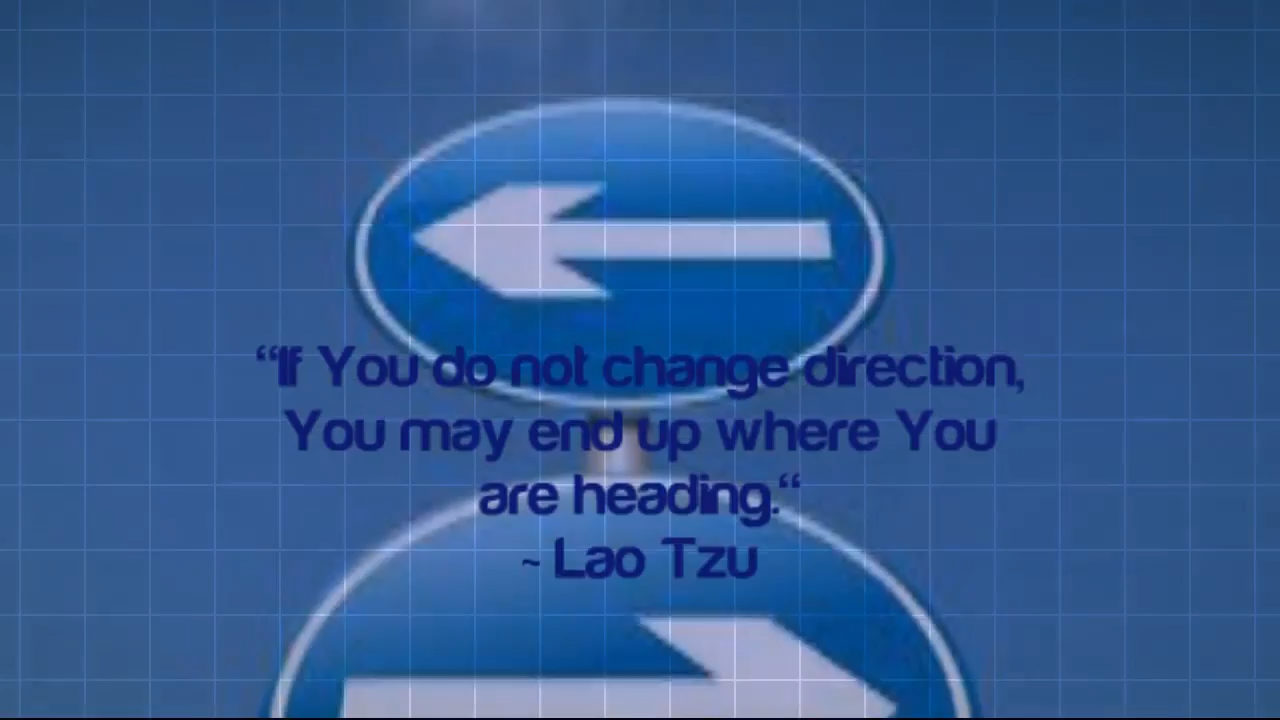 “If You do not change direction,
You may end up where You
are heading.“
~ Lao Tzu